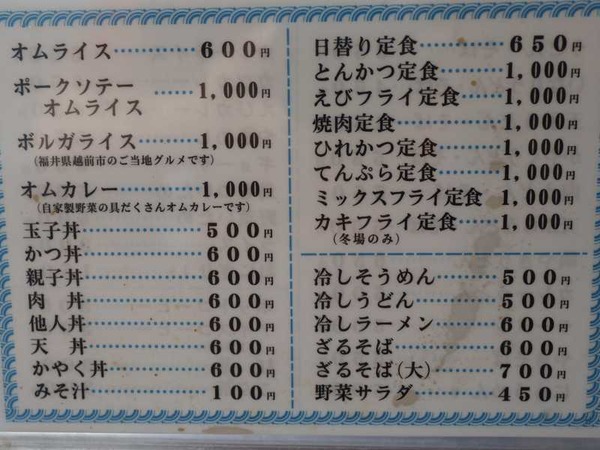 オムライス……………６００円
ポークソテー
オムライス……1,000円
ボルガライス………1,000円
(福井県越前市のご当地グルメです)
オムカレー…………1,000円
(自家製野菜の具だくさんオムカレーです)
玉子丼………………５００円
かつ丼………………６００円
親子丼………………６００円
肉　丼………………６００円
他人丼………………６００円
天　丼………………６００円
かやく丼……………６００円
みそ汁………………１００円
日替り定食…………６５０円
とんかつ定食………1,000円
えびフライ定食……1,000円
焼肉定食……………1,000円
ひれかつ定食………1,000円
てんぷら定食………1,000円
ミックスフライ定食…1,000円
カキフライ定食……1,000円
(冬場のみ)
冷しそうめん………５００円
冷しうどん…………５００円
冷しラーメン………６００円
ざるそば……………６００円
ざるそば(大)………７００円
野菜サラダ…………４５０円